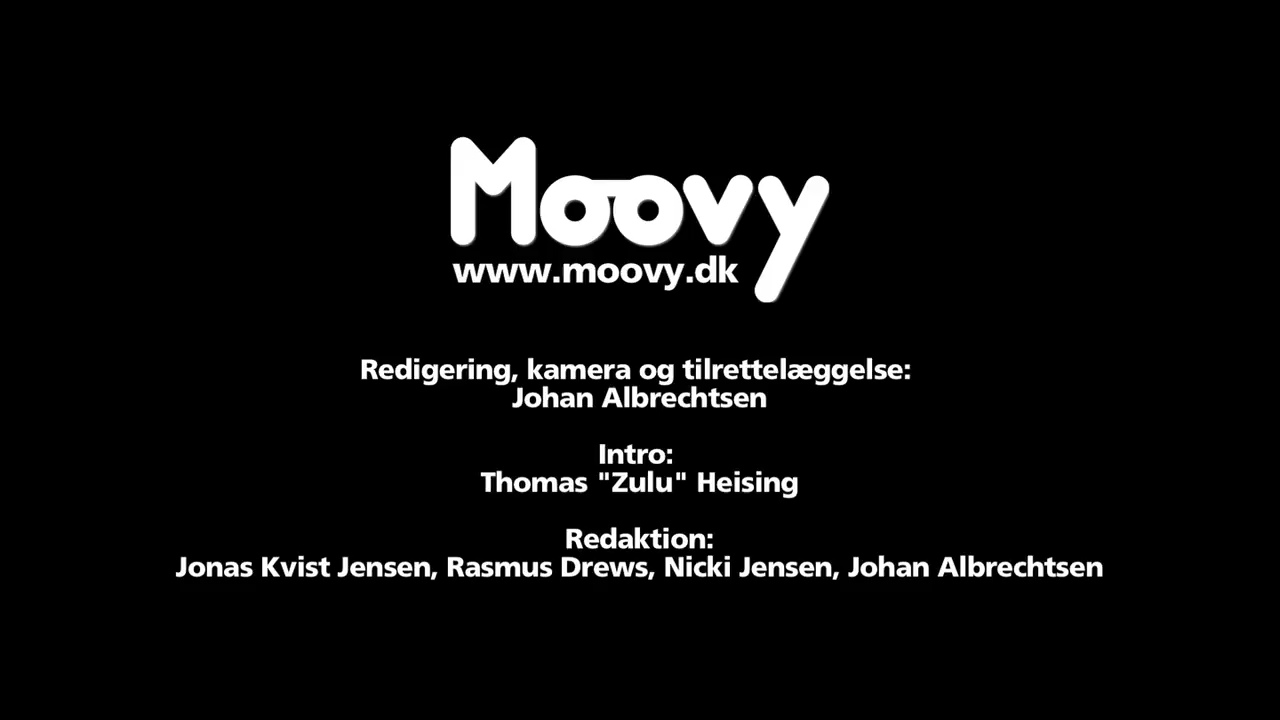 Moovy
www.moovy.dk
Redigering, kamera og tilrettelæggelse:
Johan Albrechtsen
Intro:
Thomas "Zulu" Heising
Redaktion:
Jonas Kvist Jensen, Rasmus Drews, Nicki Jensen, Johan Albrechtsen